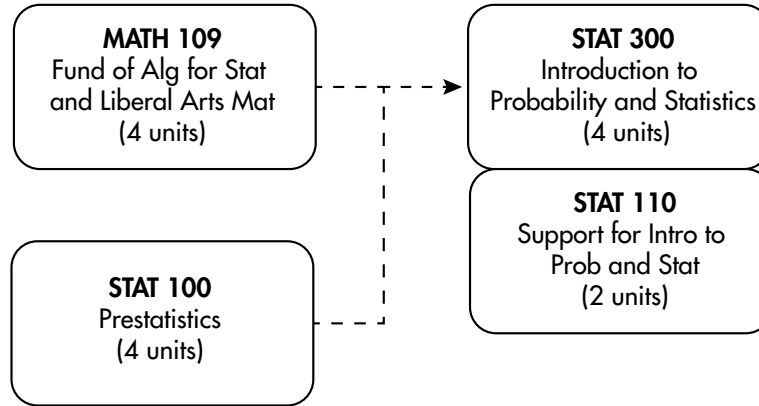 MATH 109
Fund of Alg for Stat
and Liberal Arts Mat
(4 units)
STAT 300
Introduction to
Probability and Statistics
(4 units)
STAT 110
Support for Intro to
Prob and Stat
(2 units)
STAT 100
Prestatistics
(4 units)